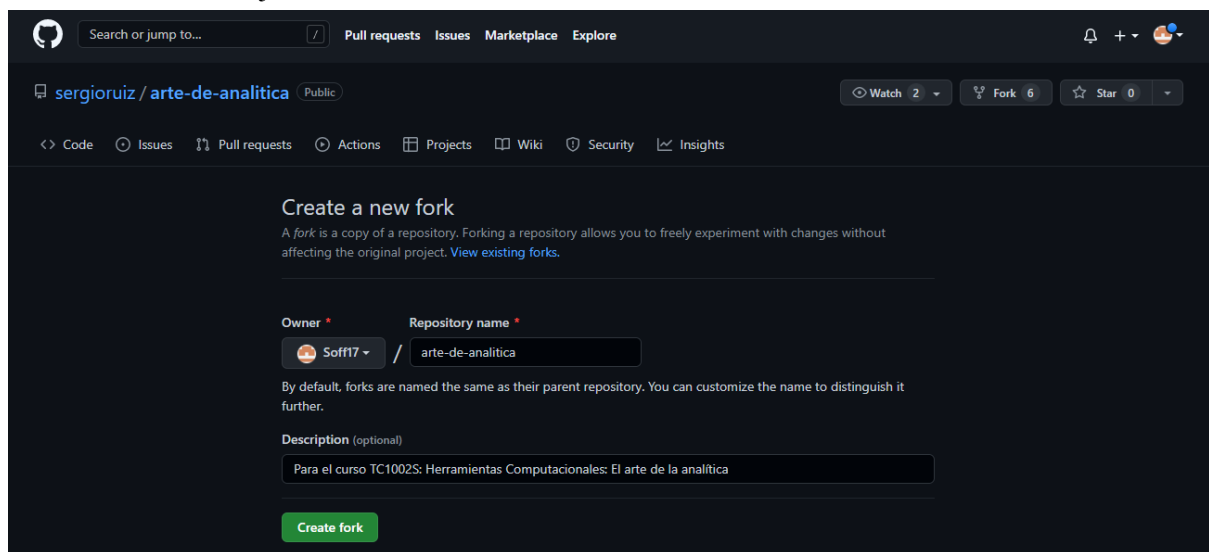 Search or jump to... / Pull requests Issues Marketplace Explore
sergioruiz / arte-de-analitica Public Watch 2 Fork 6 Star 0
Code Issues Pull requests Actions Projects Wiki Security Insights
Create a new fork
A fork is a copy of a repository. Forking a repository allows you to freely experiment with changes without
affecting the original project. View existing forks.
Owner * Repository name *
Soff17 / arte-de-analitica
By default, forks are named the same as their parent repository. You can customize the name to distinguish it
further.
Description (optional)
Para el curso TC1002S: Herramientas Computacionales: El arte de la analítica
Create fork